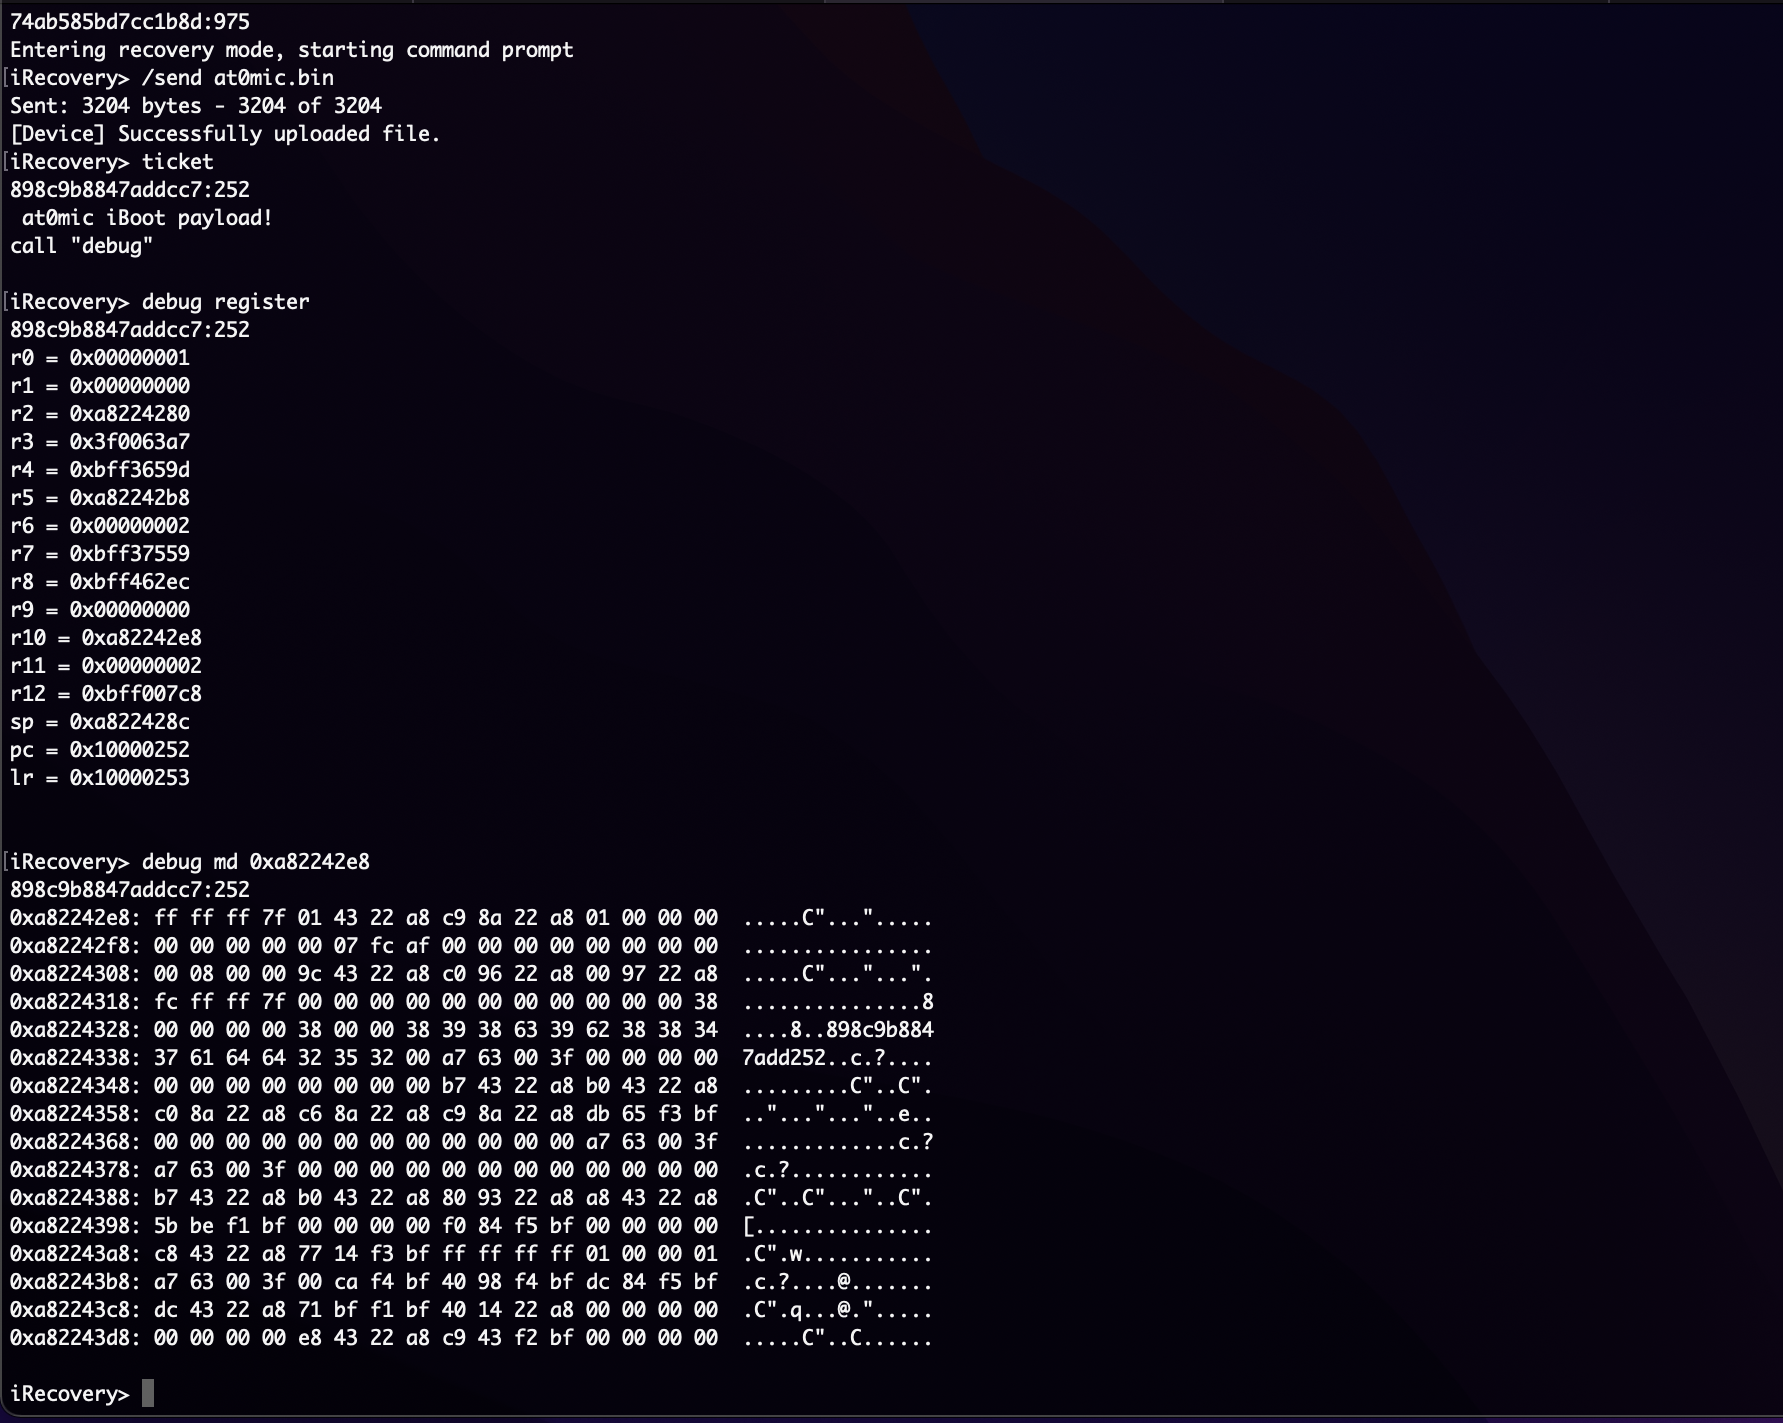 74ab585bd7cc1b8d:975
Entering recovery mode, starting command prompt
[iRecovery> /send at0mic.bin
Sent: 3204 bytes - 3204 of 3204
[Device] Successfully uploaded file.
[iRecovery> ticket
898c9b8847addcc7:252
 at0mic iBoot payload!
call "debug"

[iRecovery> debug register
898c9b8847addcc7:252
r0 = 0x00000001
r1 = 0x00000000
r2 = 0xa8224280
r3 = 0x3f0063a7
r4 = 0xbff3659d
r5 = 0xa82242b8
r6 = 0x00000002
r7 = 0xbff37559
r8 = 0xbff462ec
r9 = 0x00000000
r10 = 0xa82242e8
r11 = 0x00000002
r12 = 0xbff007c8
sp = 0xa822428c
pc = 0x10000252
lr = 0x10000253

[iRecovery> debug md 0xa82242e8
898c9b8847addcc7:252
0xa82242e8: ff ff ff 7f 01 43 22 a8 c9 8a 22 a8 01 00 00 00  .....C"...".....
0xa82242f8: 00 00 00 00 00 07 fc af 00 00 00 00 00 00 00 00  ................
0xa8224308: 00 08 00 00 9c 43 22 a8 c0 96 22 a8 00 97 22 a8  .....C"..."...".
0xa8224318: fc ff ff 7f 00 00 00 00 00 00 00 00 00 00 00 38  ...............8
0xa8224328: 00 00 00 00 38 00 00 38 39 38 63 39 62 38 38 34  ....8..898c9b884
0xa8224338: 37 61 64 64 32 35 32 00 a7 63 00 3f 00 00 00 00  7add252..c.?....
0xa8224348: 00 00 00 00 00 00 00 00 b7 43 22 a8 b0 43 22 a8  .........C"..C".
0xa8224358: c0 8a 22 a8 c6 8a 22 a8 c9 8a 22 a8 db 65 f3 bf  .."..."..."..e..
0xa8224368: 00 00 00 00 00 00 00 00 00 00 00 00 a7 63 00 3f  .............c.?
0xa8224378: a7 63 00 3f 00 00 00 00 00 00 00 00 00 00 00 00  .c.?............
0xa8224388: b7 43 22 a8 b0 43 22 a8 80 93 22 a8 a8 43 22 a8  .C"..C"..."..C".
0xa8224398: 5b be f1 bf 00 00 00 00 f0 84 f5 bf 00 00 00 00  [...............
0xa82243a8: c8 43 22 a8 77 14 f3 bf ff ff ff ff 01 00 00 01  .C".w...........
0xa82243b8: a7 63 00 3f 00 ca f4 bf 40 98 f4 bf dc 84 f5 bf  .c.?....@.......
0xa82243c8: dc 43 22 a8 71 bf f1 bf 40 14 22 a8 00 00 00 00  .C".q...@.".....
0xa82243d8: 00 00 00 00 e8 43 22 a8 c9 43 f2 bf 00 00 00 00  .....C"..C......

iRecovery>